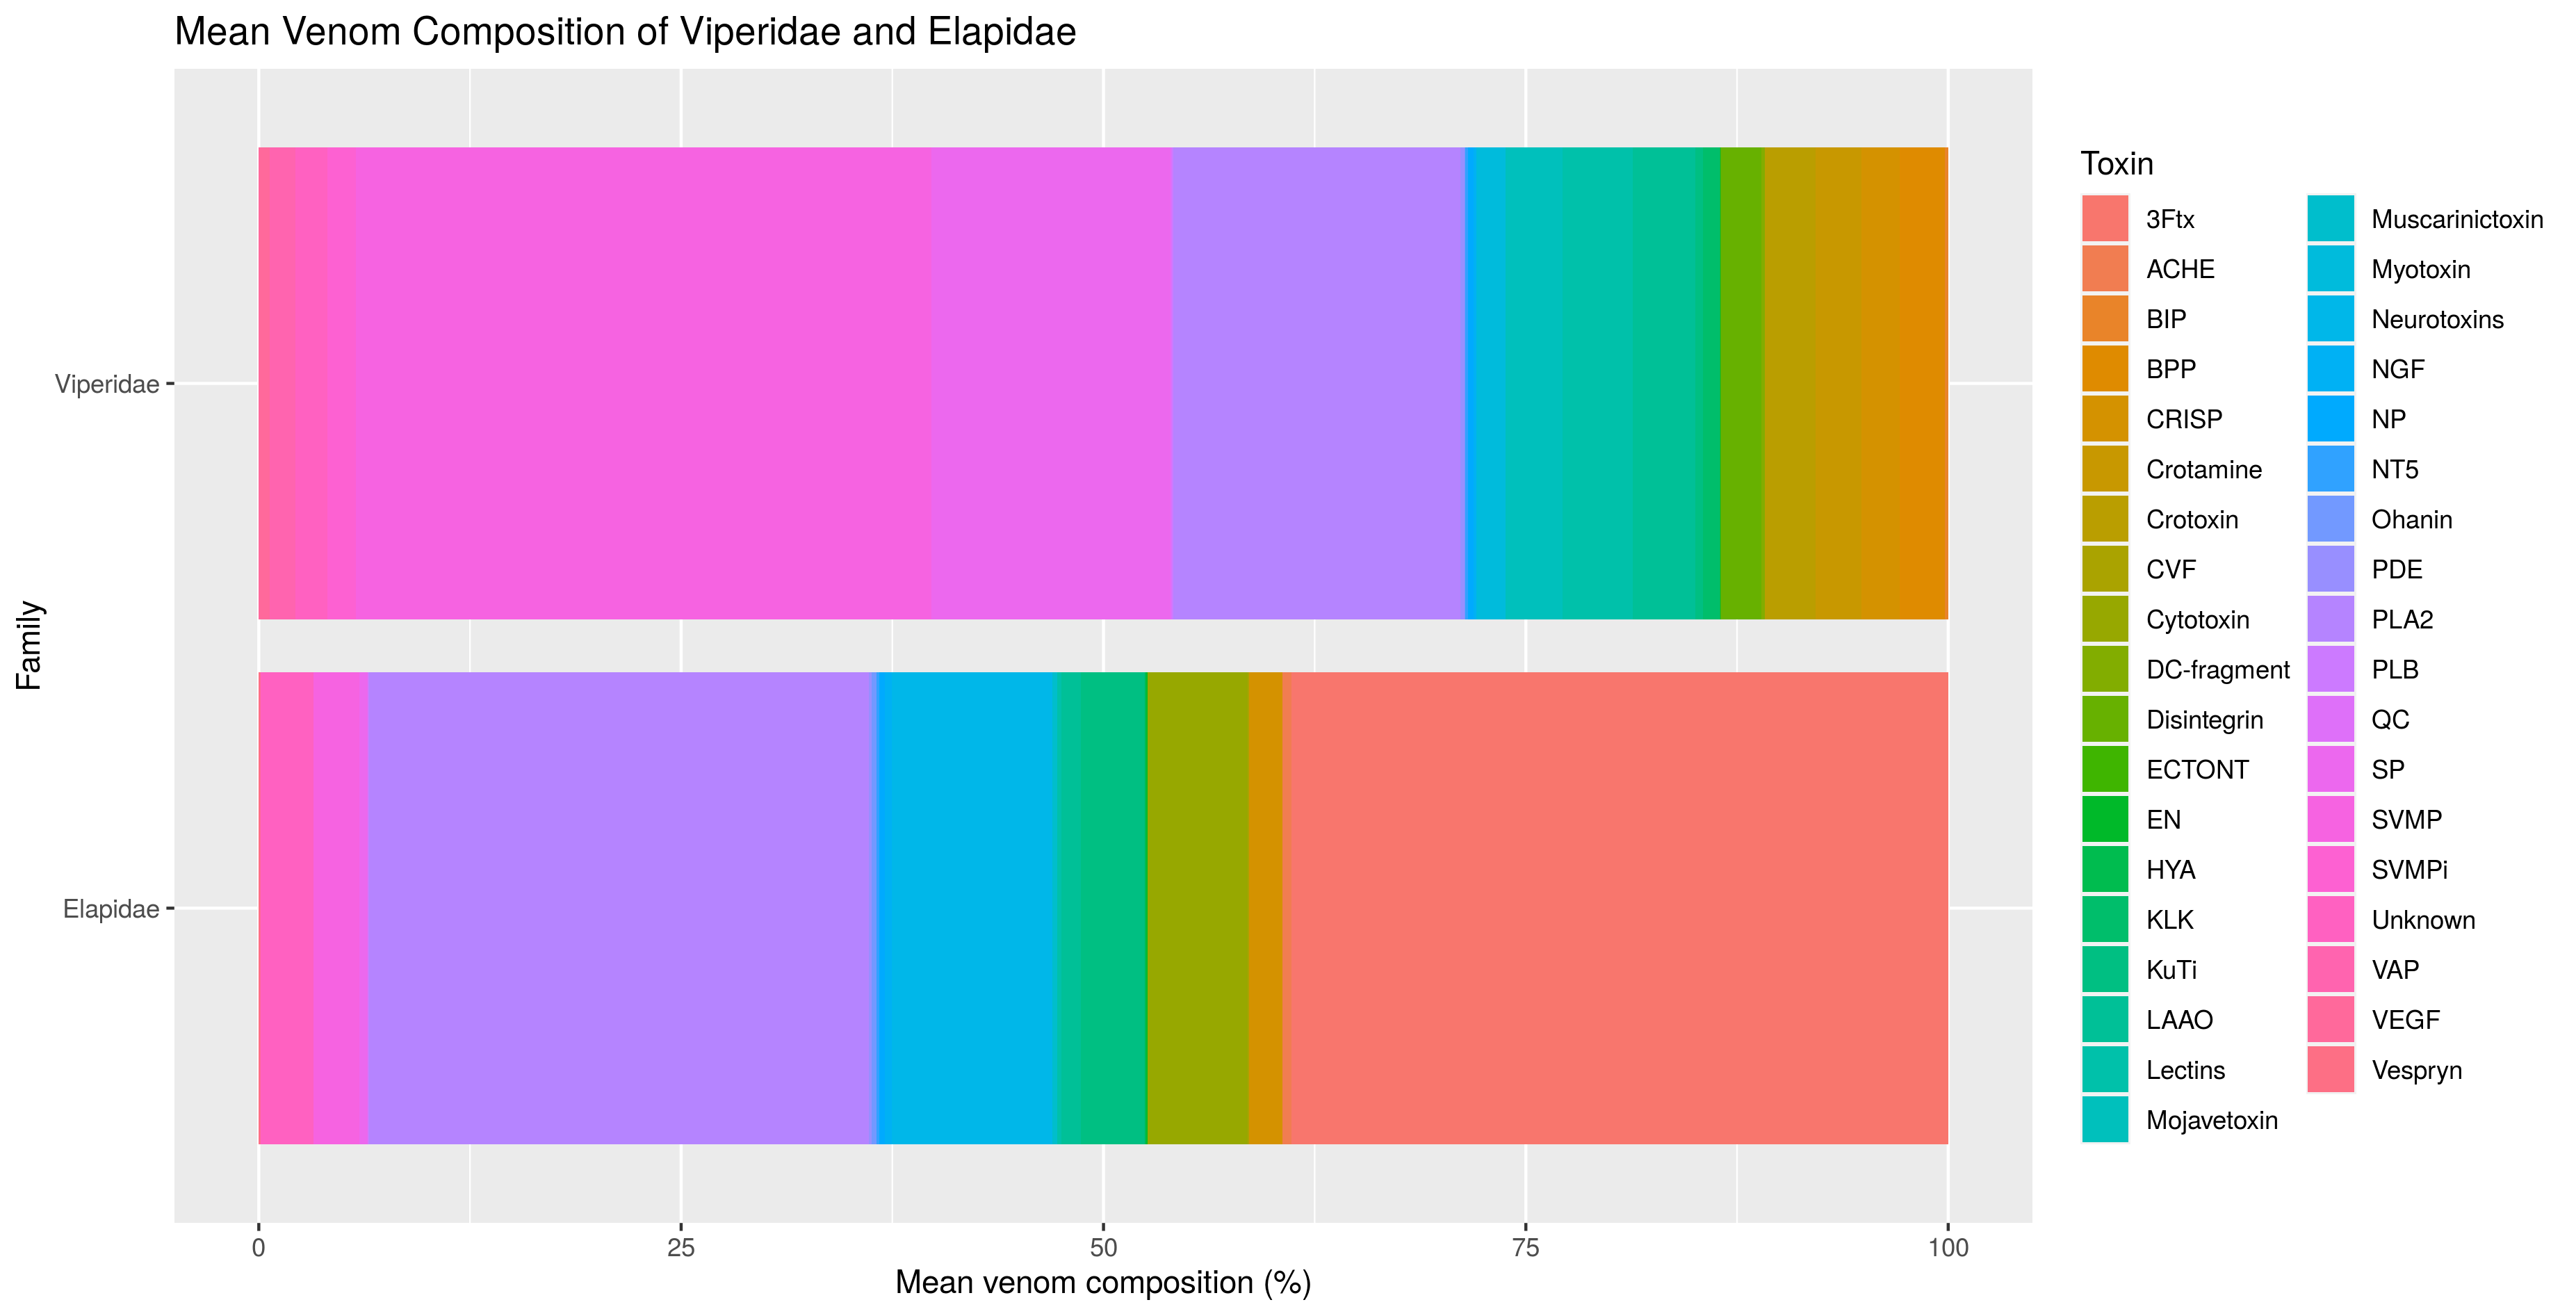 Mean Venom Composition of Viperidae and Elapidae
Family
Viperidae
Elapidae
0 25 50 75 100
Mean venom composition (%)
Toxin
3Ftx
ACHE
BIP
BPP
CRISP
Crotamine
Crotoxin
CVF
Cytotoxin
DC-fragment
Disintegrin
ECTONT
EN
HYA
KLK
KuTi
LAAO
Lectins
Mojavetoxin
Muscarinictoxin
Myotoxin
Neurotoxins
NGF
NP
NT5
Ohanin
PDE
PLA2
PLB
QC
SP
SVMP
SVMPi
Unknown
VAP
VEGF
Vespryn